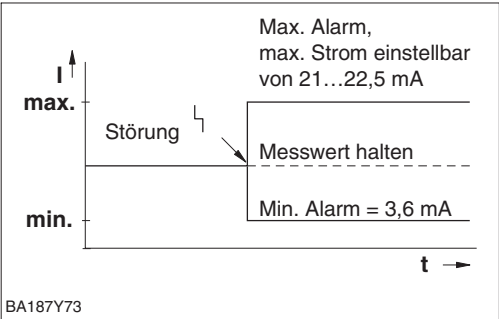 Max. Alarm,
max. Strom einstellbar
von 21...22,5 mA
I
max.
Störung
Messwert halten
Min. Alarm = 3,6 mA
min.
t
BA187Y73